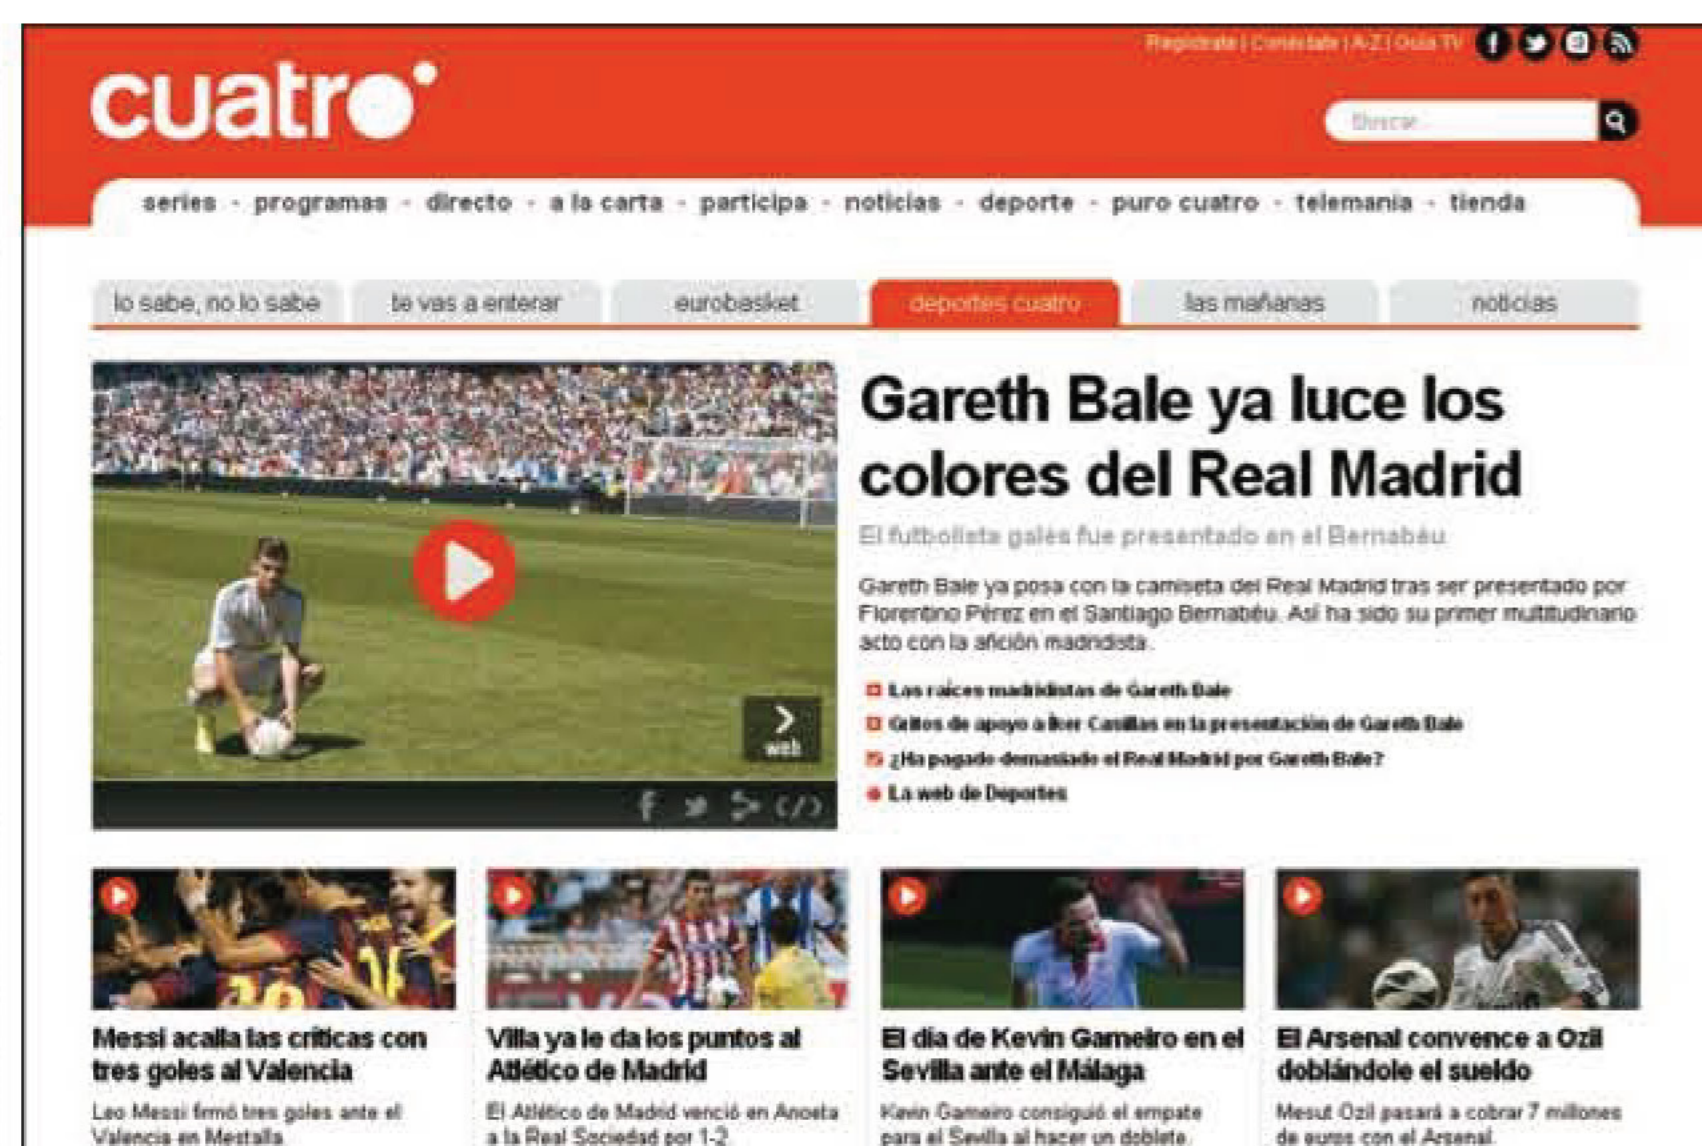 Regístrate | Conéctate | A-Z | Guía TV
cuatro
Buscar...
series - programas - directo - a la carta - participa - noticias - deporte - puro cuatro - telemania - tienda
lo sabe, no lo sabe
te vas a enterar
eurobasket
deportes cuatro
las mañanas
noticias
Gareth Bale ya luce los
colores del Real Madrid
El futbolista galés fue presentado en el Bernabéu
Gareth Bale ya posa con la camiseta del Real Madrid tras ser presentado por
Florentino Pérez en el Santiago Bernabéu. Así ha sido su primer multitudinario
acto con la afición madridista.
Las raíces madridistas de Gareth Bale
Gritos de apoyo a Iker Casillas en la presentación de Gareth Bale
¿Ha pagado demasiado el Real Madrid por Gareth Bale?
La web de Deportes
web
Messi acalla las críticas con
tres goles al Valencia
Leo Messi firmó tres goles ante el
Valencia en Mestalla.
Villa ya le da los puntos al
Atlético de Madrid
El Atlético de Madrid venció en Anoeta
a la Real Sociedad por 1-2.
El día de Kevin Gameiro en el
Sevilla ante el Málaga
Kevin Gameiro consiguió el empate
para el Sevilla al hacer un doblete.
El Arsenal convence a Ozil
doblándole el sueldo
Mesut Ozil pasará a cobrar 7 millones
de euros con el Arsenal.